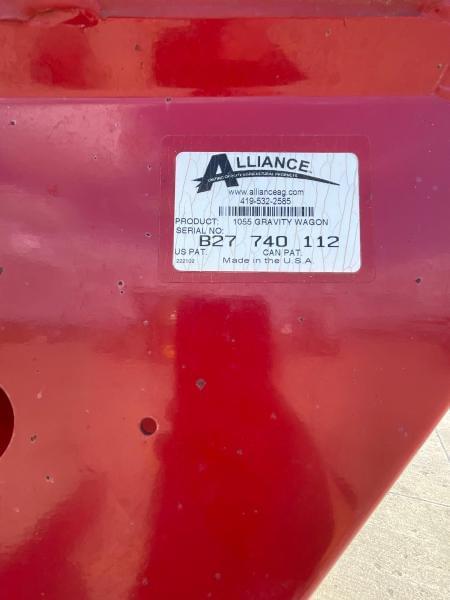 ALLIANCE
www.allianceag.com
419-532-2585
PRODUCT: 1055 GRAVITY WAGON
SERIAL NO:
B27 740 112
US PAT. CAN PAT.
222102 Made in the U.S.A